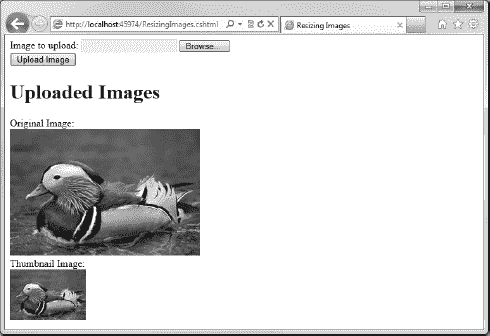 http://localhost:45974/ResizingImages.cshtml
Resizing Images
Image to upload:
Browse...
Upload Image
Uploaded Images
Original Image:
Thumbnail Image: